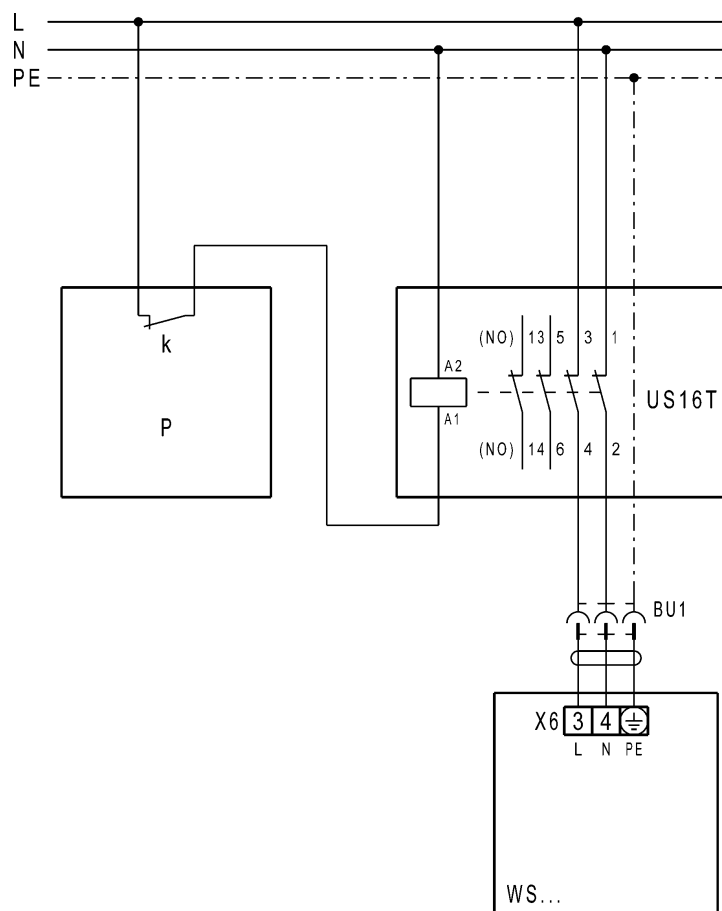 L
N
PE
k
P
A2
A1
(NO) 13 5 3 1
(NO) 14 6 4 2
US16T
BU1
X6 3 4
L N PE
WS...